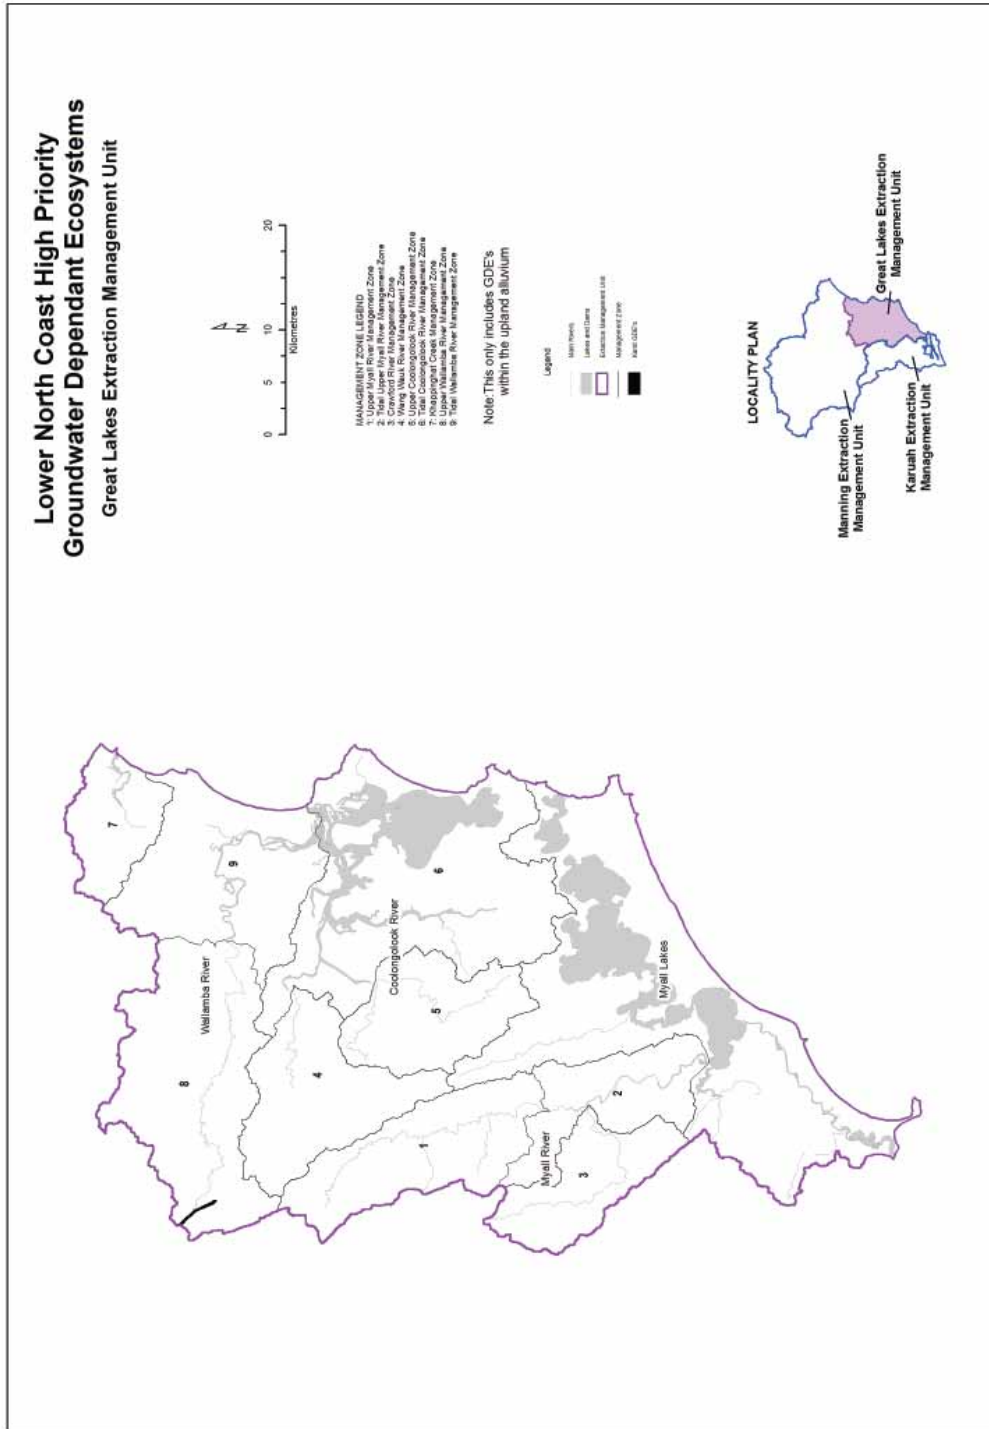 Lower North Coast High Priority
Groundwater Dependant Ecosystems
Great Lakes Extraction Management Unit
N
0 5 10 20
Kilometres
MANAGEMENT ZONE LEGEND
1: Upper Myall River Management Zone
2: Tidal Upper Myall River Management Zone
3: Crawford River Management Zone
4: Wang Wauk River Management Zone
5: Upper Coolongolook River Management Zone
6: Tidal Coolongolook River Management Zone
7: Khappinghat Creek Management Zone
8: Upper Wallamba River Management Zone
9: Tidal Wallamba River Management Zone
Note:This only includes GDE's
within the upland alluvium
Legend
Main Rivers
Lakes and Dams
Extraction Management Unit
Management Zone
Karst GDE's
LOCALITY PLAN
Manning Extraction
Management Unit
Great Lakes Extraction
Management Unit
Karuah Extraction
Management Unit
7
9
Wallamba River
8
6
Coolongolook River
5
4
Myall Lakes
1
2
Myall River
3